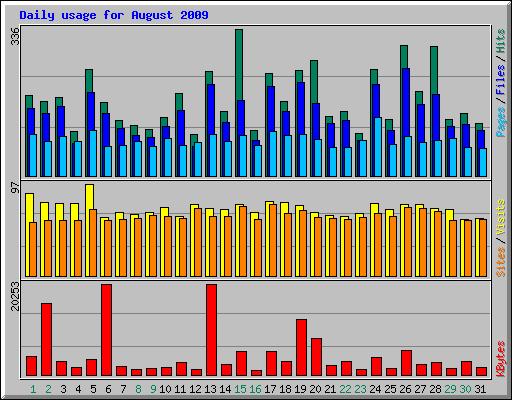 Daily usage for August 2009
336
Pages / Files / Hits
97
Sites / Visits
20253
KBytes
1 2 3 4 5 6 7 8 9 10 11 12 13 14 15 16 17 18 19 20 21 22 23 24 25 26 27 28 29 30 31